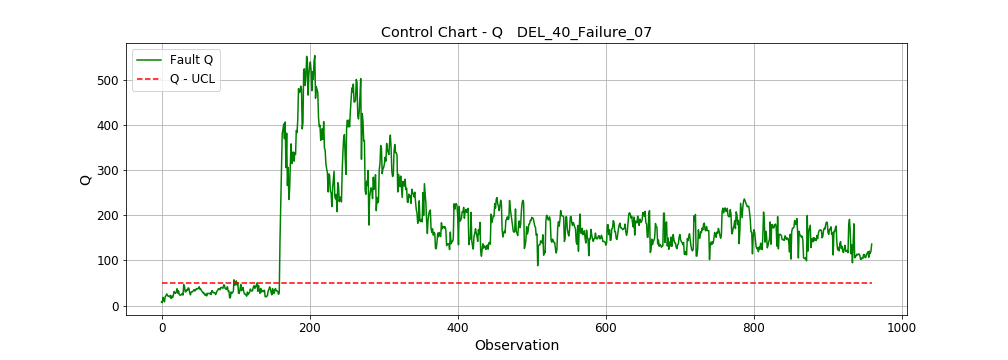 Control Chart - Q   DEL_40_Failure_07
Fault Q
Q - UCL
Q
500
400
300
200
100
0
0 200 400 600 800 1000
Observation